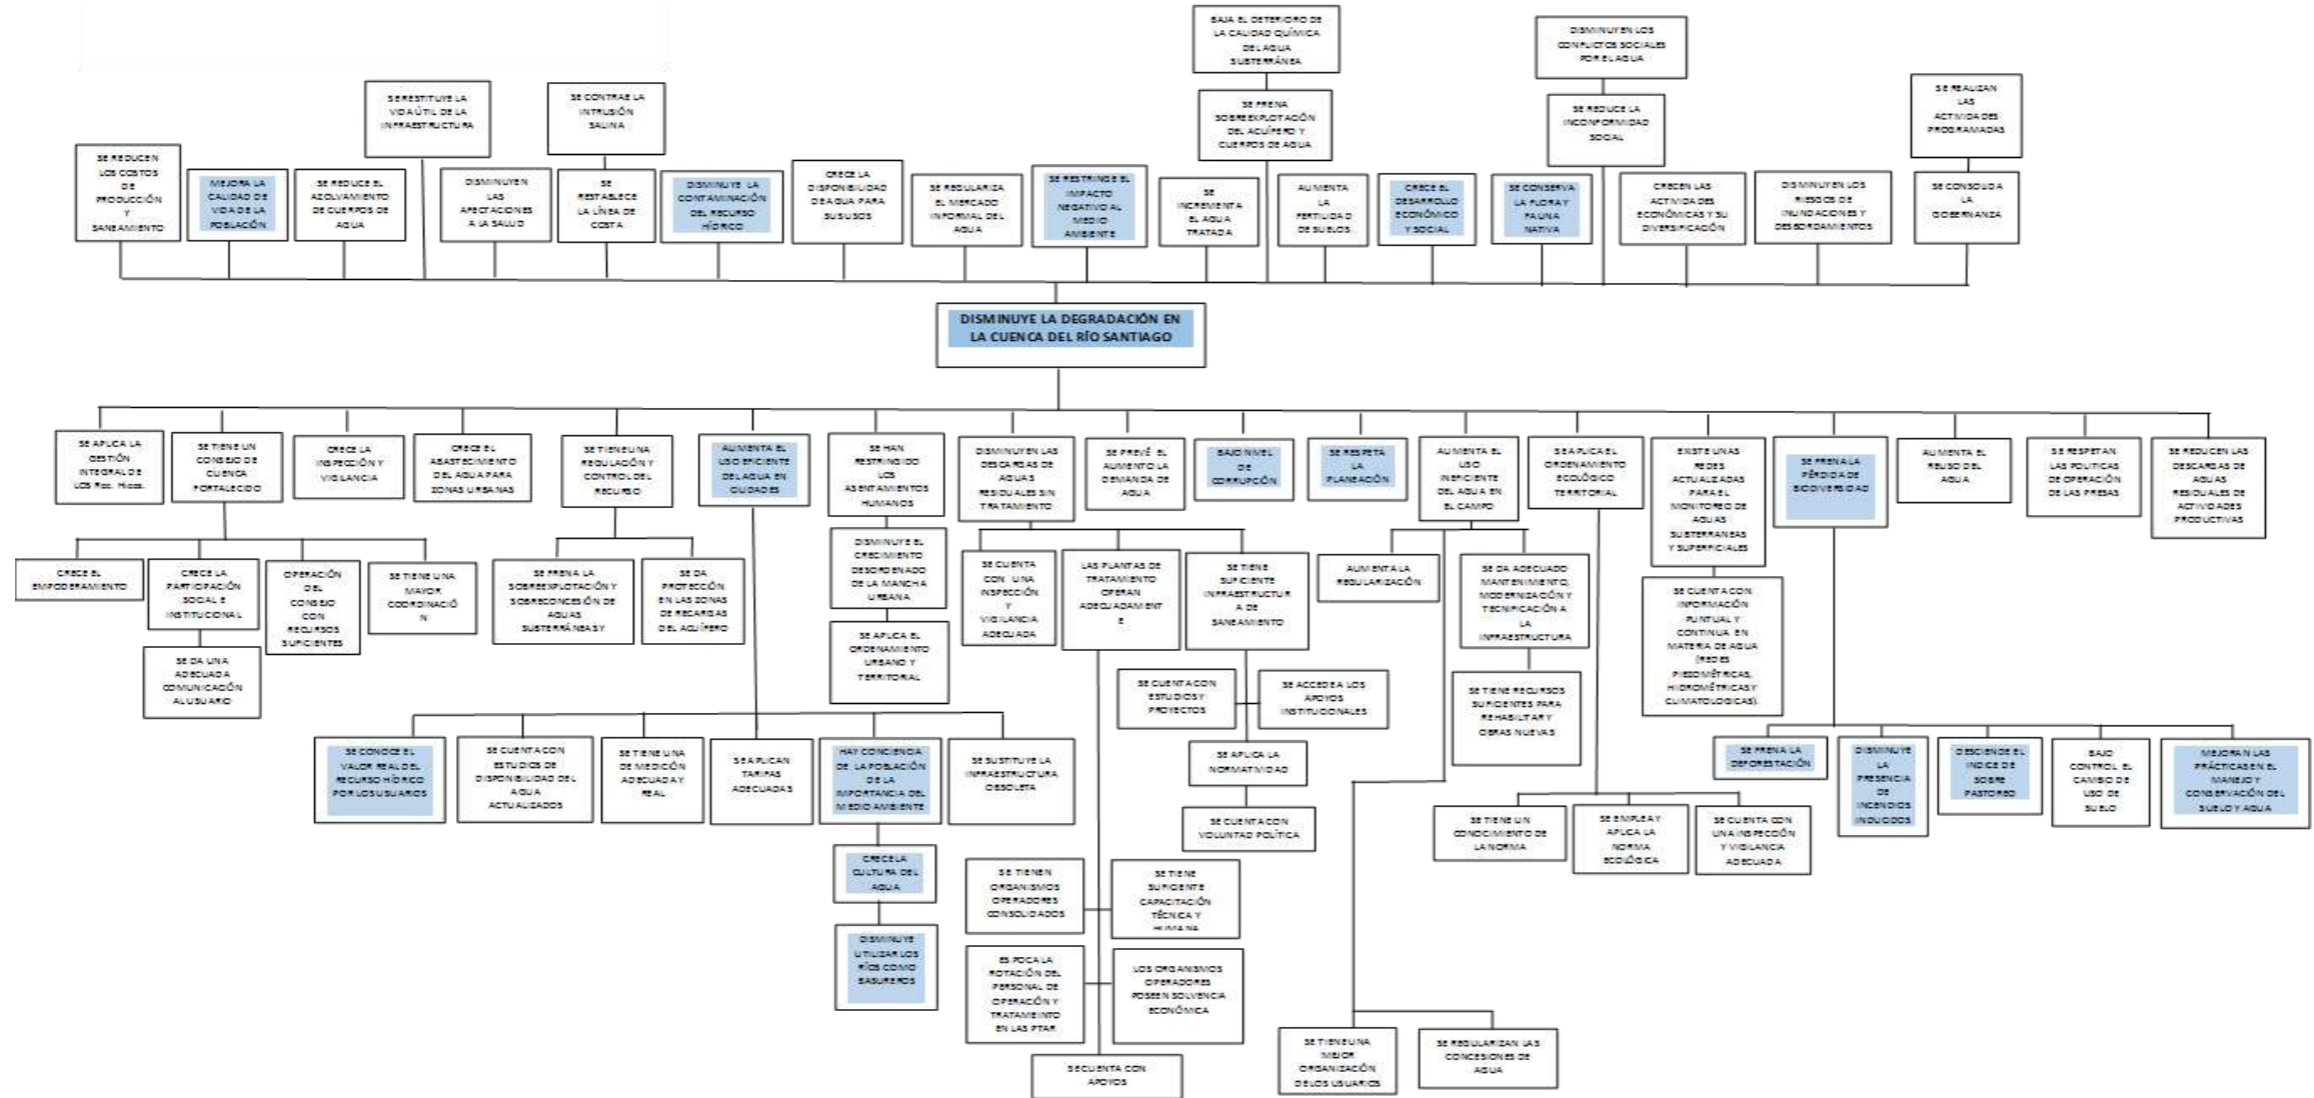 BAJA EL DETERIORO DE
LA CALIDAD QUÍMICA
DEL AGUA
SUBTERRÁNEA
DISMINUYEN LOS
CONFLICTOS SOCIALES
POR EL AGUA
SE RESTITUYE LA
VIDA ÚTIL DE LA
INFRAESTRUCTURA
SE CONTRAE LA
INTRUSIÓN
SALINA
SE FRENA
SOBREEXPLOTACIÓN
DEL ACUÍFERO Y
CUERPOS DE AGUA
SE REDUCE LA
INCONFORMIDAD
SOCIAL
SE REALIZAN
LAS
ACTIVIDADES
PROGRAMADAS
SE REDUCEN
LOS COSTOS
DE
PRODUCCIÓN
Y
SANEAMIENTO
MEJORA LA
CALIDAD DE
VIDA DE LA
POBLACIÓN
SE REDUCE EL
AZOLVAMIENTO
DE CUERPOS DE
AGUA
DISMINUYEN
LAS
AFECTACIONES
A LA SALUD
SE
RESTABLECE
LA LÍNEA DE
COSTA
DISMINUYE LA
CONTAMINACIÓN
DEL RECURSO
HÍDRICO
CRECE LA
DISPONIBILIDAD
DE AGUA PARA
SUS USOS
SE REGULARIZA
EL MERCADO
INFORMAL DEL
AGUA
SE RESTRINGE EL
IMPACTO
NEGATIVO AL
MEDIO
AMBIENTE
SE
INCREMENTA
EL AGUA
TRATADA
AUMENTA
LA
FERTILIDAD
DE SUELOS
CRECE EL
DESARROLLO
ECONÓMICO
Y SOCIAL
SE CONSERVA
LA FLORA Y
FAUNA
NATIVA
CRECEN LAS
ACTIVIDADES
ECONÓMICAS Y SU
DIVERSIFICACIÓN
DISMINUYEN LOS
RIESGOS DE
INUNDACIONES Y
DESBORDAMIENTOS
SE CONSOLIDA
LA
GOBERNANZA
DISMINUYE LA DEGRADACIÓN EN
LA CUENCA DEL RÍO SANTIAGO
SE APLICA LA
GESTIÓN
INTEGRAL DE
LOS Rec. Hicos.
SE TIENE UN
CONSEJO DE
CUENCA
FORTALECIDO
CRECE LA
INSPECCIÓN Y
VIGILANCIA
CRECE EL
ABASTECIMIENTO
DEL AGUA PARA
ZONAS URBANAS
SE TIENE UNA
REGULACIÓN Y
CONTROL DEL
RECURSO
AUMENTA EL
USO EFICIENTE
DEL AGUA EN
CIUDADES
SE HAN
RESTRINGIDO
LOS
ASENTAMIENTOS
HUMANOS
DISMINUYEN LAS
DESCARGAS DE
AGUAS
RESIDUALES SIN
TRATAMIENTO
SE PREVÉ EL
AUMENTO LA
DEMANDA DE
AGUA
BAJO NIVEL
DE
CORRUPCIÓN
SE RESPETA
LA
PLANEACIÓN
AUMENTA EL
USO
INEFICIENTE
DEL AGUA EN
EL CAMPO
SE APLICA EL
ORDENAMIENTO
ECOLÓGICO
TERRITORIAL
EXISTE UNAS
REDES
ACTUALIZADAS
PARA EL
MONITOREO DE
AGUAS
SUBTERRANEAS
Y SUPERFICIALES
SE FRENA LA
PÉRDIDA DE
BIODIVERSIDAD
AUMENTA EL
REUSO DEL
AGUA
SE RESPETAN
LAS POLITICAS
DE OPERACIÓN
DE LAS PRESAS
SE REDUCEN LAS
DESCARGAS DE
AGUAS
RESIDUALES DE
ACTIVIDADES
PRODUCTIVAS
CRECE EL
EMPODERAMIENTO
CRECE LA
PARTICIPACIÓN
SOCIAL E
INSTITUCIONAL
OPERACIÓN
DEL
CONSEJO
CON
RECURSOS
SUFICIENTES
SE TIENE UNA
MAYOR
COORDINACIÓ
N
SE FRENA LA
SOBREEXPLOTACIÓN Y
SOBRECONCESIÓN DE
AGUAS
SUBTERRÁNEAS Y
SE DA
PROTECCIÓN
EN LAS ZONAS
DE RECARGAS
DEL ACUÍFERO
DISMINUYE EL
CRECIMIENTO
DESORDENADO
DE LA MANCHA
URBANA
SE CUENTA
CON UNA
INSPECCIÓN
Y
VIGILANCIA
ADECUADA
LAS PLANTAS DE
TRATAMIENTO
OPERAN
ADECUADAMENT
E
SE TIENE
SUFICIENTE
INFRAESTRUCTUR
A DE
SANEAMIENTO
AUMENTA LA
REGULARIZACIÓN
SE DA ADECUADO
MANTENIMIENTO,
MODERNIZACIÓN Y
TECNIFICACIÓN A
LA
INFRAESTRUCTURA
SE CUENTA CON
INFORMACIÓN
PUNTUAL Y
CONTINUA EN
MATERIA DE AGUA
(REDES
PIEZOMÉTRICAS,
HIDROMÉTRICAS Y
CLIMATOLOGICAS).
SE DA UNA
ADECUADA
COMUNICACIÓN
AL USUARIO
SE APLICA EL
ORDENAMIENTO
URBANO Y
TERRITORIAL
SE CUENTA CON
ESTUDIOS Y
PROYECTOS
SE ACCEDE A LOS
APOYOS
INSTITUCIONALES
SE TIENE RECURSOS
SUFICIENTES PARA
REHABILITAR Y
OBRAS NUEVAS
SE CONOCE EL
VALOR REAL DEL
RECURSO HÍDRICO
POR LOS USUARIOS
SE CUENTA CON
ESTUDIOS DE
DISPONIBILIDAD DEL
AGUA
ACTUALIZADOS
SE TIENE UNA
DE MEDICIÓN
ADECUADA Y
REAL
SE APLICAN
TARIFAS
ADECUADAS
HAY CONCIENCIA
DE LA POBLACIÓN
DE LA
IMPORTANCIA DEL
MEDIO AMBIENTE
SE SUSTITUYE LA
INFRAESTRUCTURA
OBSOLETA
SE APLICA LA
NORMATIVIDAD
SE FRENA LA
DEFORESTACIÓN
DISMINUYE
LA
PRESENCIA
DE
INCENDIOS
INDUCIDOS
DESCIENDE EL
INDICE DE
SOBRE
PASTOREO
BAJO
CONTROL EL
CAMBIO DE
USO DE
SUELO
MEJORAN LAS
PRÁCTICAS EN EL
MANEJO Y
CONSERVACIÓN DEL
SUELO Y AGUA
SE CUENTA CON
VOLUNTAD POLÍTICA
SE TIENE UN
CONOCIMIENTO DE
LA NORMA
SE EMPLEA Y
APLICA LA
NORMA
ECOLÓGICA
SE CUENTA CON
UNA INSPECCIÓN
Y VIGILANCIA
ADECUADA
CRECE LA
CULTURA DEL
AGUA
SE TIENEN
ORGANISMOS
OPERADORES
CONSOLIDADOS
SE TIENE
SUFICIENTE
CAPACITACIÓN
TÉCNICA Y
HUMANA
DISMINUYE
UTILIZAR LOS
RÍOS COMO
BASUREROS
ES POCA LA
ROTACIÓN DEL
PERSONAL DE
OPERACIÓN Y
TRATAMEINTO
EN LAS PTAR
LOS ORGANISMOS
OPERADORES
POSEEN SOLVENCIA
ECONÓMICA
SE CUENTA CON
APOYOS
SE TIENE UNA
MEJOR
ORGANIZACIÓN
DE LOS USUARIOS
SE REGULARIZAN LAS
CONCESIONES DE
AGUA